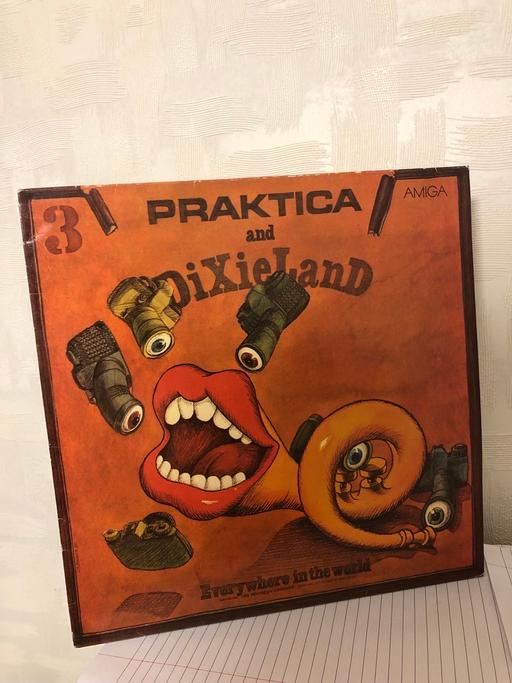 3
PRAKTICA
AMIGA
and
DiXieLanD
Everywhere in the world